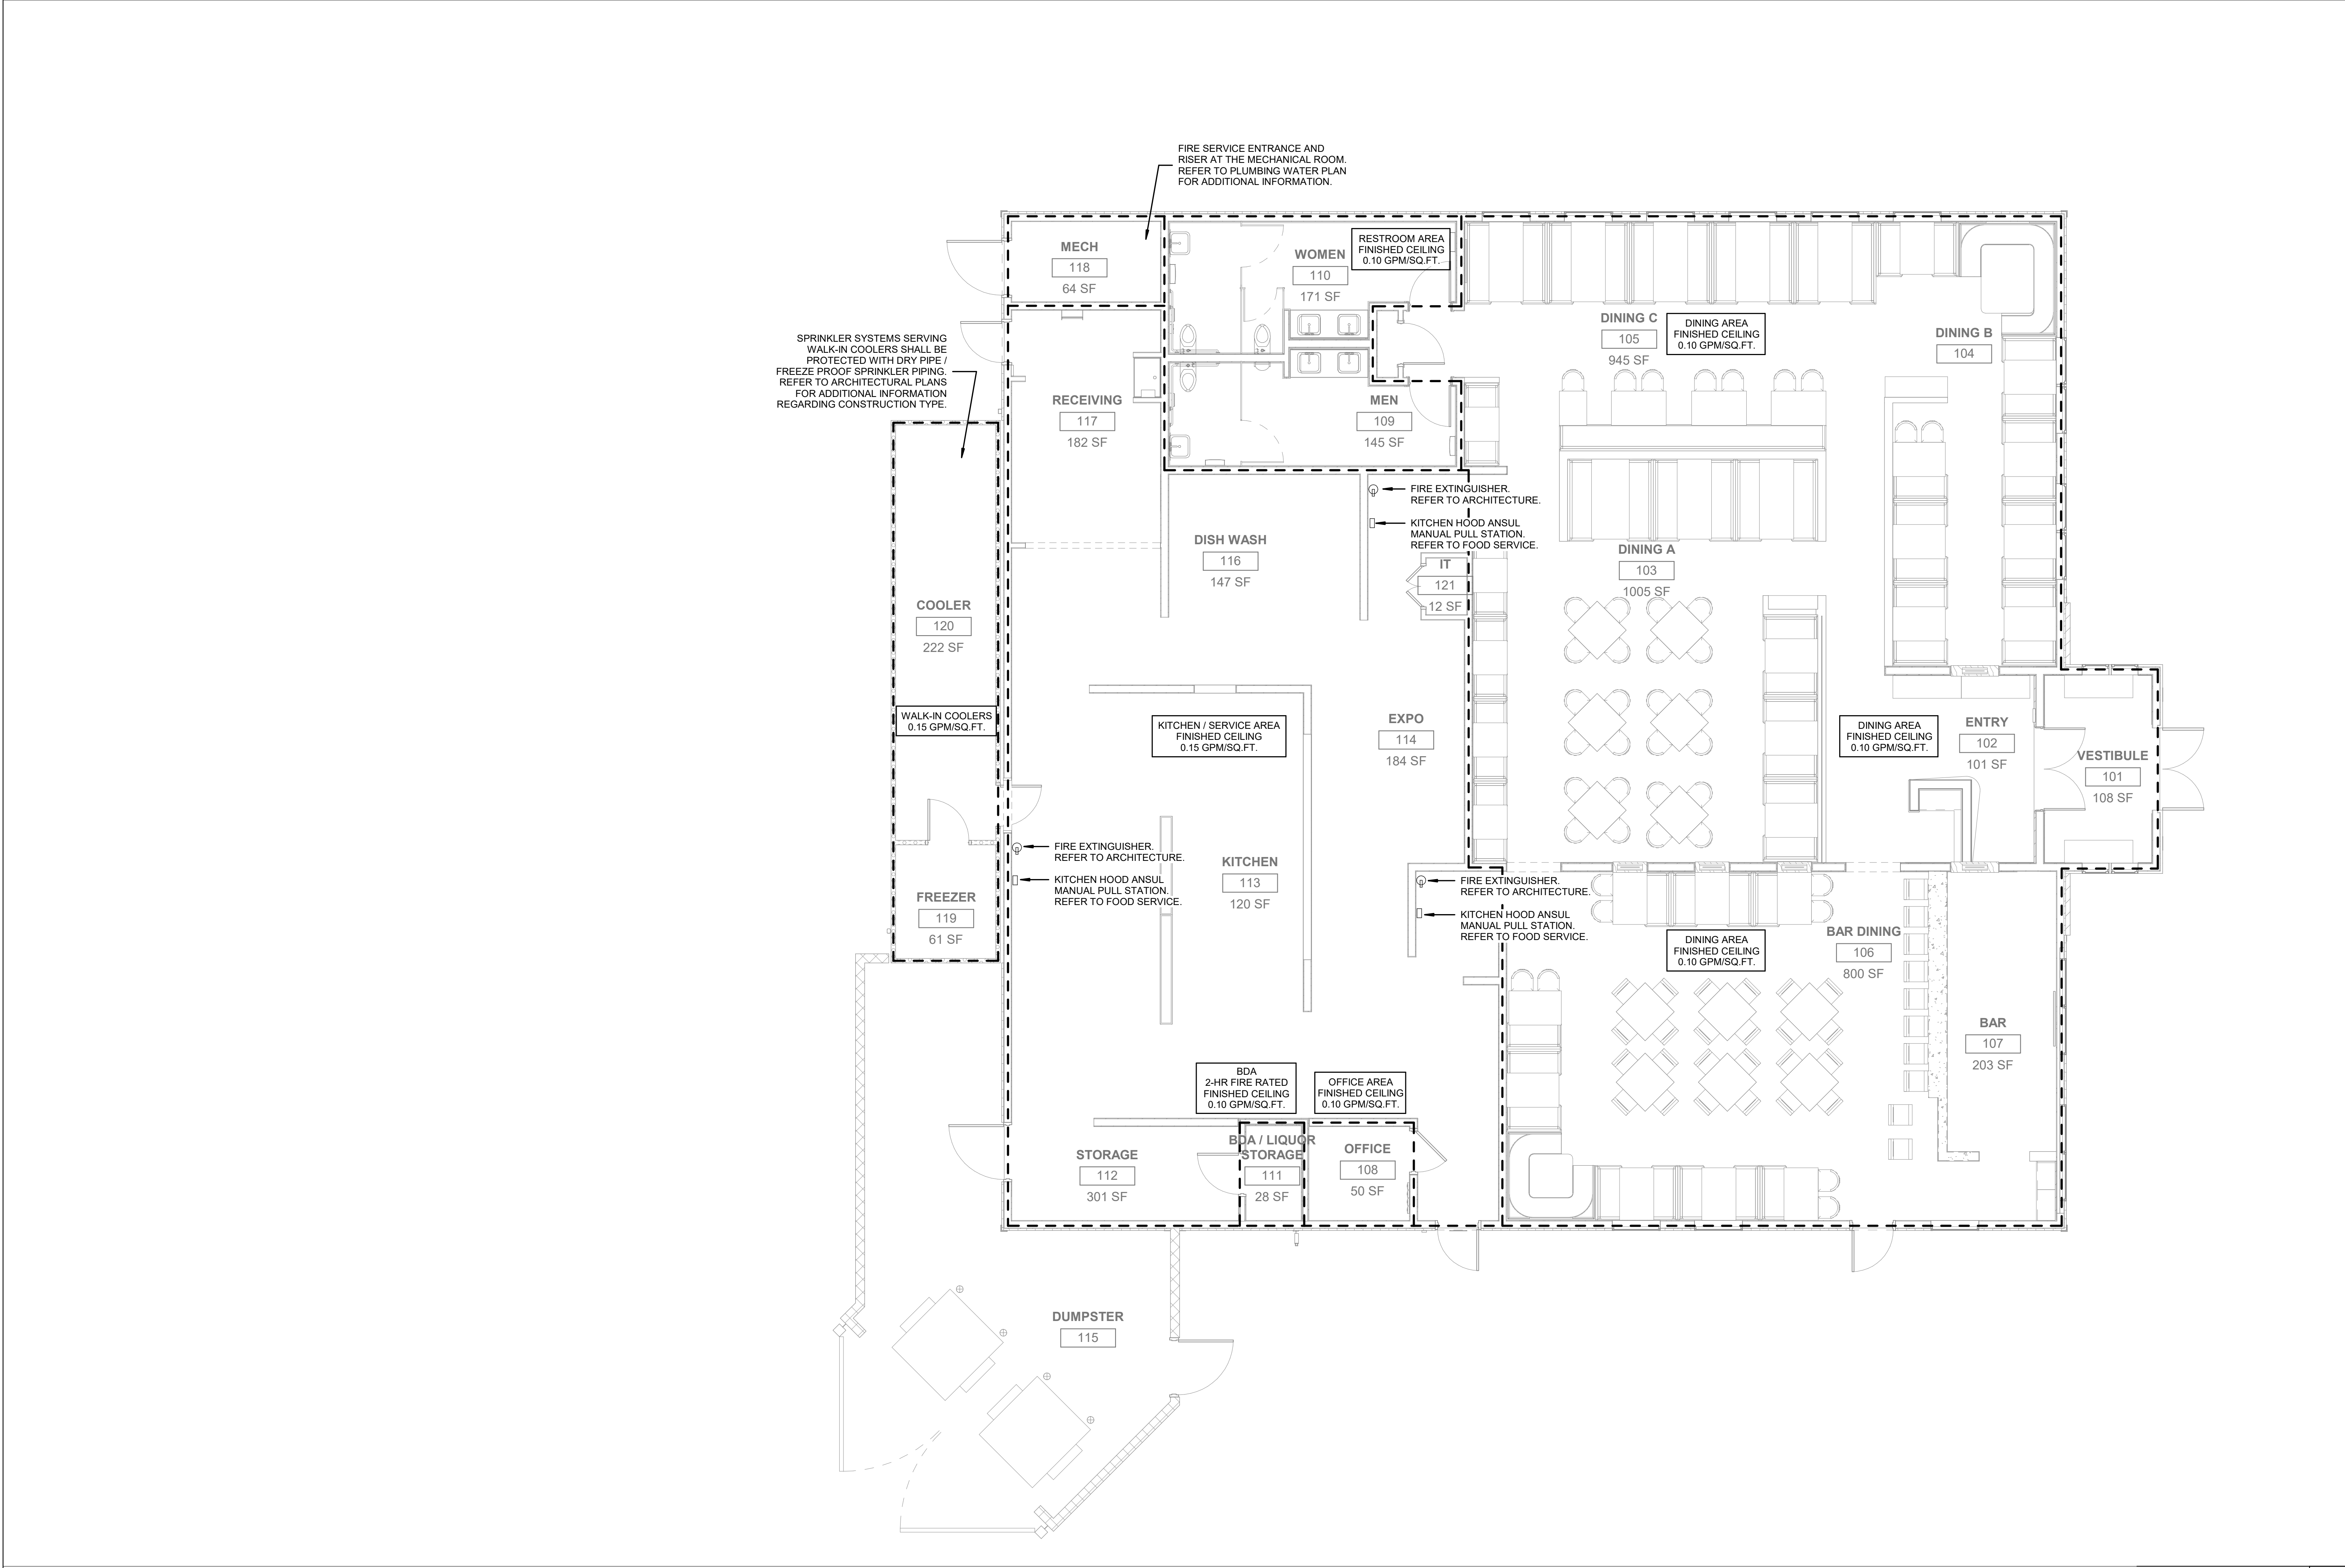 FIRE SERVICE ENTRANCE AND
RISER AT THE MECHANICAL ROOM.
REFER TO PLUMBING WATER PLAN
FOR ADDITIONAL INFORMATION.
MECH
118
64 SF
WOMEN
110
171 SF
RESTROOM AREA
FINISHED CEILING
0.10 GPM/SQ.FT.
DINING C
105
945 SF
DINING AREA
FINISHED CEILING
0.10 GPM/SQ.FT.
DINING B
104
SPRINKLER SYSTEMS SERVING
WALK-IN COOLERS SHALL BE
PROTECTED WITH DRY PIPE /
FREEZE PROOF SPRINKLER PIPING.
REFER TO ARCHITECTURAL PLANS
FOR ADDITIONAL INFORMATION
REGARDING CONSTRUCTION TYPE.
RECEIVING
117
182 SF
MEN
109
145 SF
FIRE EXTINGUISHER.
REFER TO ARCHITECTURE.
KITCHEN HOOD ANSUL
MANUAL PULL STATION.
REFER TO FOOD SERVICE.
DISH WASH
116
147 SF
IT
121
12 SF
DINING A
103
1005 SF
COOLER
120
222 SF
WALK-IN COOLERS
0.15 GPM/SQ.FT.
KITCHEN / SERVICE AREA
FINISHED CEILING
0.15 GPM/SQ.FT.
EXPO
114
184 SF
DINING AREA
FINISHED CEILING
0.10 GPM/SQ.FT.
ENTRY
102
101 SF
VESTIBULE
101
108 SF
FIRE EXTINGUISHER.
REFER TO ARCHITECTURE.
KITCHEN HOOD ANSUL
MANUAL PULL STATION.
REFER TO FOOD SERVICE.
KITCHEN
113
120 SF
FIRE EXTINGUISHER.
REFER TO ARCHITECTURE.
KITCHEN HOOD ANSUL
MANUAL PULL STATION.
REFER TO FOOD SERVICE.
FREEZER
119
61 SF
DINING AREA
FINISHED CEILING
0.10 GPM/SQ.FT.
BAR DINING
106
800 SF
BAR
107
203 SF
BDA
2-HR FIRE RATED
FINISHED CEILING
0.10 GPM/SQ.FT.
OFFICE AREA
FINISHED CEILING
0.10 GPM/SQ.FT.
STORAGE
112
301 SF
BDA / LIQUOR
STORAGE
111
28 SF
OFFICE
108
50 SF
DUMPSTER
115